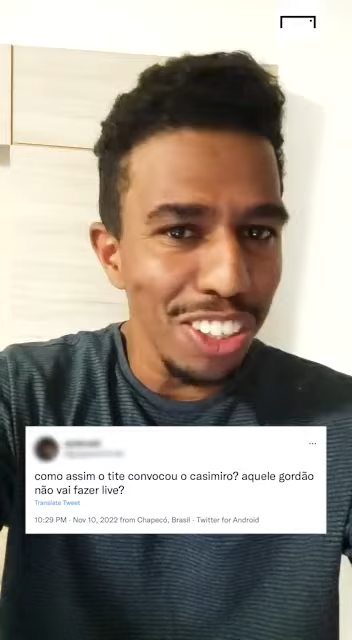 como assim o tite convocou o casimiro? aquele gordão
não vai fazer live?
Translate Tweet
10:29 PM · Nov 10, 2022 from Chapecó, Brasil · Twitter for Android